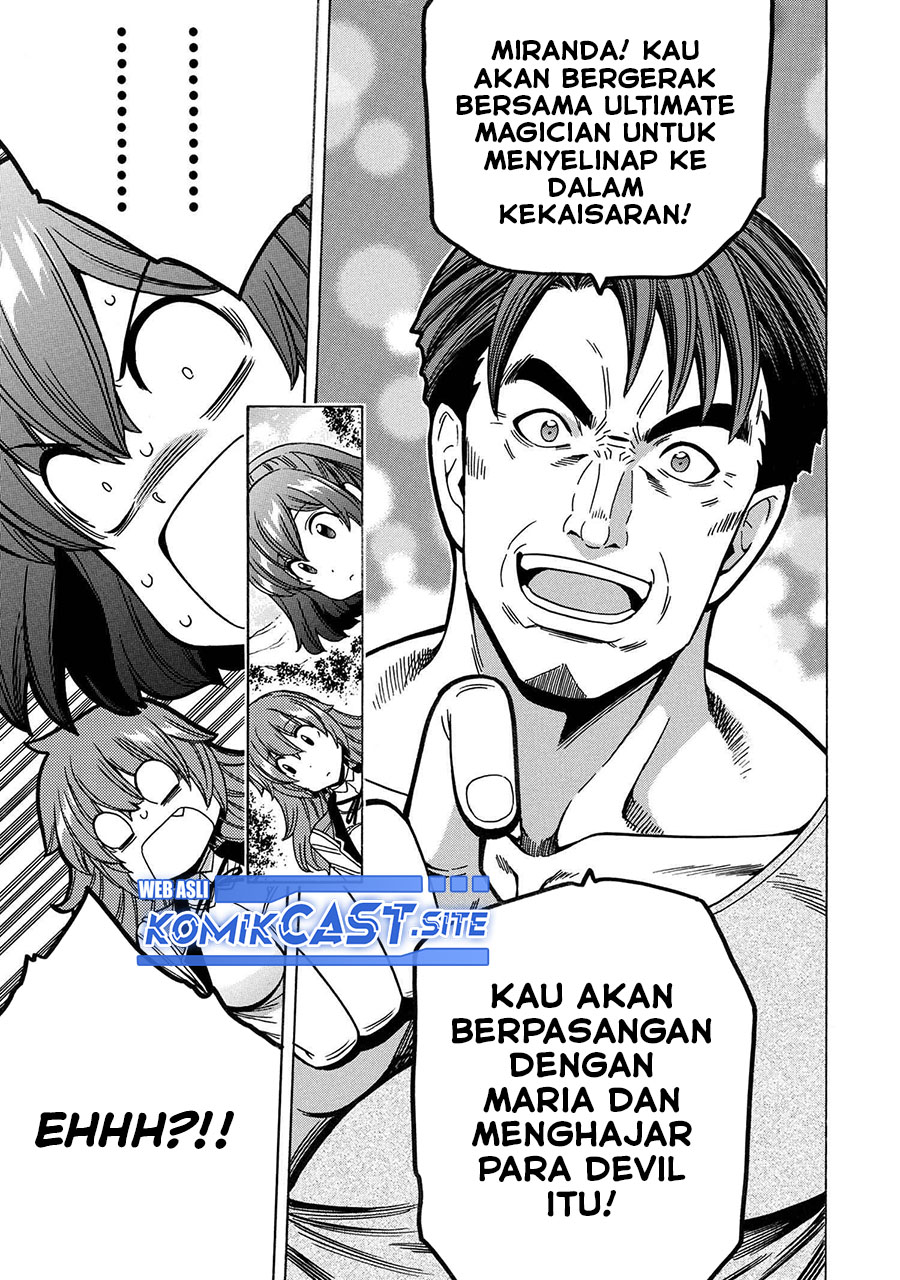 MIRANDA! KAU
AKAN BERGERAK
BERSAMA ULTIMATE
MAGICIAN UNTUK
MENYELINAP KE
DALAM
KEKAISARAN!
KAU AKAN
BERPASANGAN
DENGAN
MARIA DAN
MENGHAJAR
PARA DEVIL
ITU!
WEB ASLI
KOMIKCAST.SITE
EHHH?!!